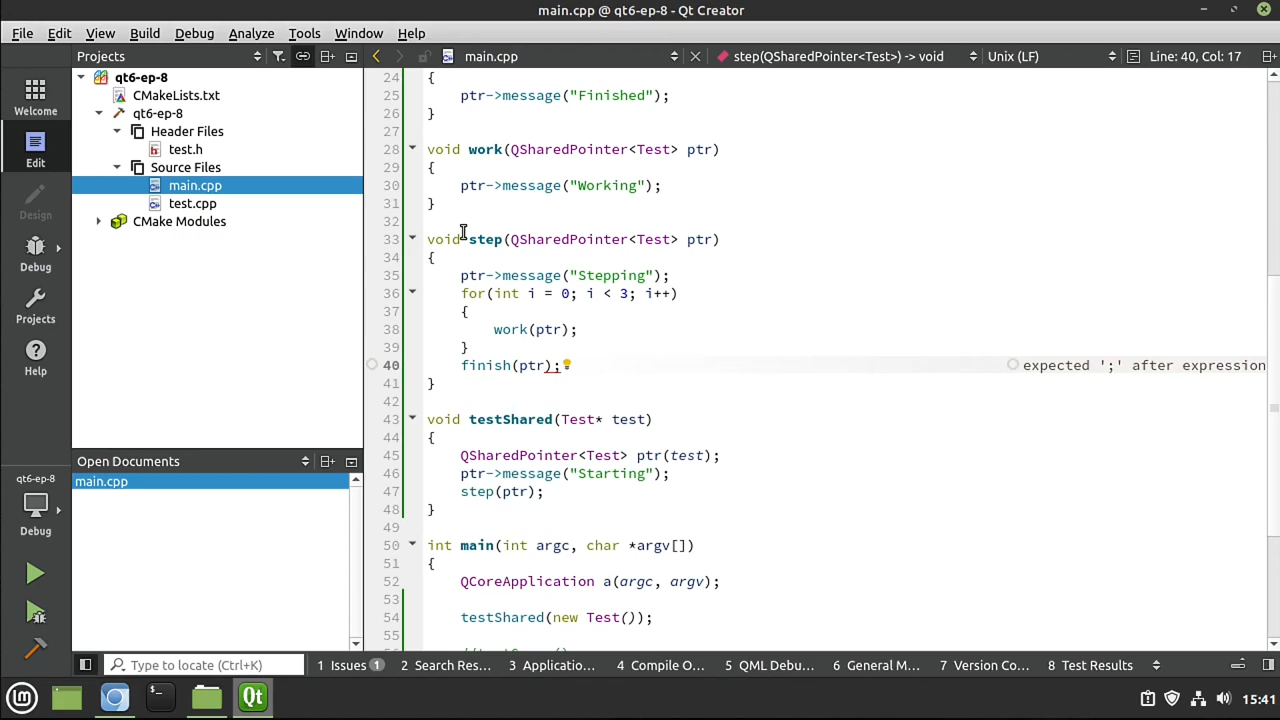 main.cpp @ qt6-ep-8 - Qt Creator
File Edit View Build Debug Analyze Tools Window Help
Projects main.cpp step(QSharedPointer<Test>) -> void Unix (LF) Line: 40, Col: 17
Welcome
Edit
Design
Debug
Projects
Help
qt6-ep-8
Debug
qt6-ep-8
CMakeLists.txt
qt6-ep-8
Header Files
test.h
Source Files
main.cpp
test.cpp
CMake Modules
Open Documents
main.cpp
24 {
25 ptr->message("Finished");
26 }
27
28 void work(QSharedPointer<Test> ptr)
29 {
30 ptr->message("Working");
31 }
32
33 void step(QSharedPointer<Test> ptr)
34 {
35 ptr->message("Stepping");
36 for(int i = 0; i < 3; i++)
37 {
38 work(ptr);
39 }
40 finish(ptr); expected ';' after expression
41 }
42
43 void testShared(Test* test)
44 {
45 QSharedPointer<Test> ptr(test);
46 ptr->message("Starting");
47 step(ptr);
48 }
49
50 int main(int argc, char *argv[])
51 {
52 QCoreApplication a(argc, argv);
53
54 testShared(new Test());
55
Type to locate (Ctrl+K) 1 Issues 1 2 Search Res... 3 Applicatio... 4 Compile O... 5 QML Debu... 6 General M... 7 Version Co... 8 Test Results
15:41